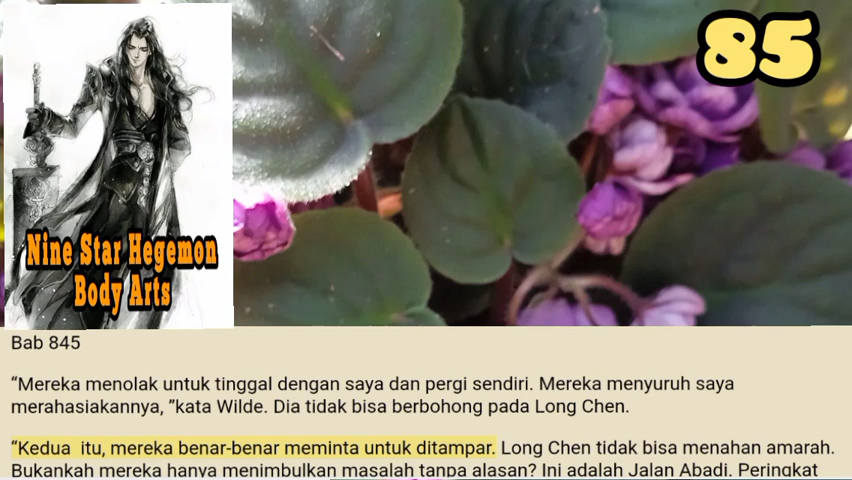 85
Nine Star Hegemon
Body Arts
Bab 845
“Mereka menolak untuk tinggal dengan saya dan pergi sendiri. Mereka menyuruh saya
merahasiakannya, ”kata Wilde. Dia tidak bisa berbohong pada Long Chen.
“Kedua  itu, mereka benar-benar meminta untuk ditampar. Long Chen tidak bisa menahan amarah.
Bukankah mereka hanya menimbulkan masalah tanpa alasan? Ini adalah Jalan Abadi. Peringkat